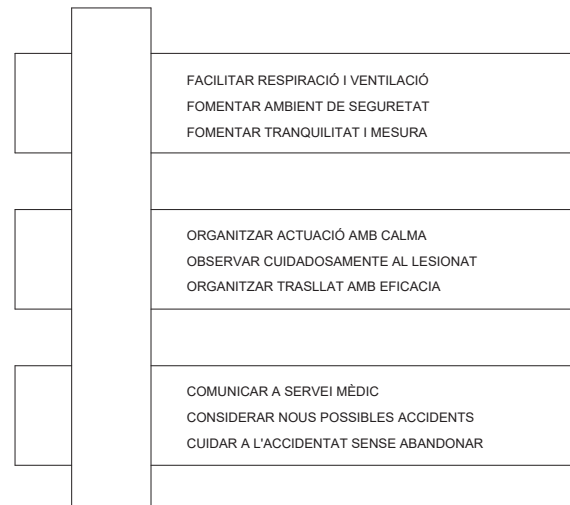 FACILITAR RESPIRACIÓ I VENTILACIÓ
FOMENTAR AMBIENT DE SEGURETAT
FOMENTAR TRANQUILITAT I MESURA
ORGANITZAR ACTUACIÓ AMB CALMA
OBSERVAR CUIDADOSAMENTE AL LESIONAT
ORGANITZAR TRASLLAT AMB EFICACIA
COMUNICAR A SERVEI MÈDIC
CONSIDERAR NOUS POSSIBLES ACCIDENTS
CUIDAR A L'ACCIDENTAT SENSE ABANDONAR